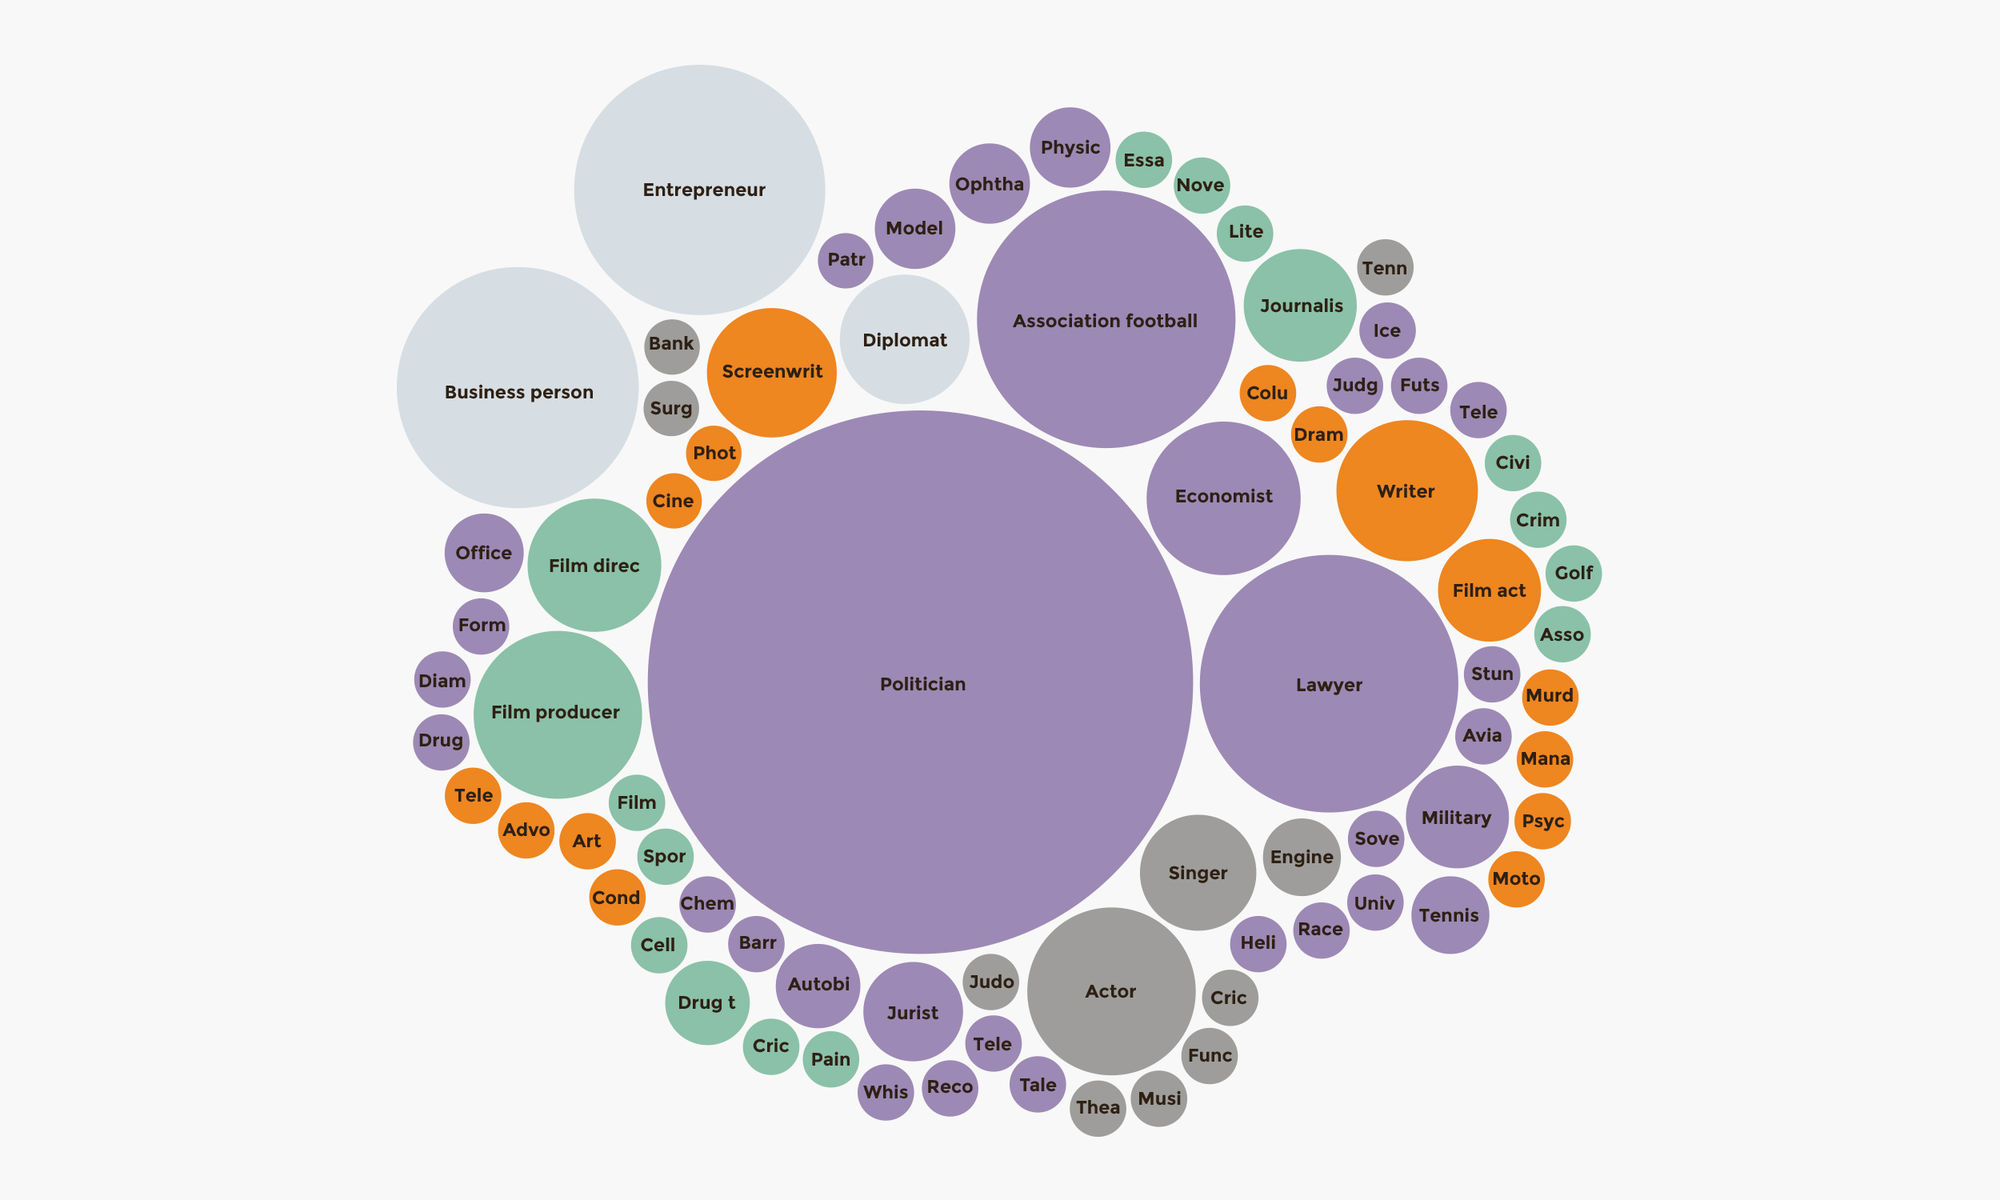 Entrepreneur
Physic
Essa
Ophtha
Nove
Model
Lite
Patr
Tenn
Journalis
Association football
Ice
Diplomat
Bank
Screenwrit
Business person
Judg
Futs
Colu
Surg
Tele
Dram
Phot
Civi
Writer
Economist
Cine
Crim
Office
Film direc
Golf
Film act
Form
Asso
Stun
Diam
Politician
Lawyer
Murd
Film producer
Avia
Drug
Mana
Tele
Film
Military
Psyc
Advo
Sove
Art
Spor
Engine
Singer
Moto
Cond
Chem
Univ
Tennis
Race
Barr
Heli
Cell
Judo
Autobi
Actor
Cric
Drug t
Jurist
Tele
Cric
Func
Pain
Tale
Reco
Whis
Musi
Thea